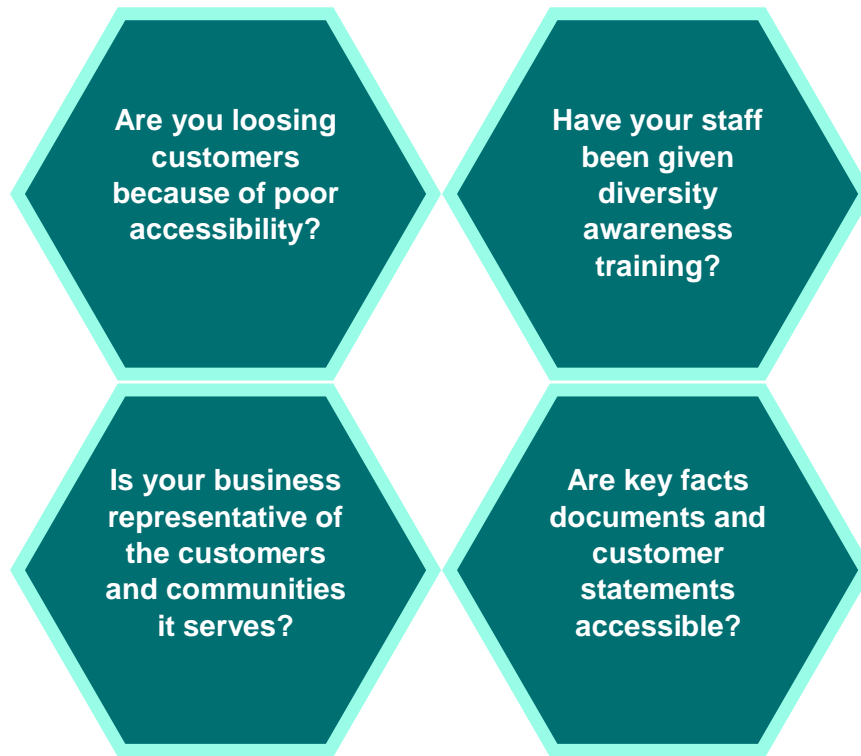 Are you loosing
customers
because of poor
accessibility?
Have your staff
been given
diversity
awareness
training?
Is your business
representative of
the customers
and communities
it serves?
Are key facts
documents and
customer
statements
accessible?